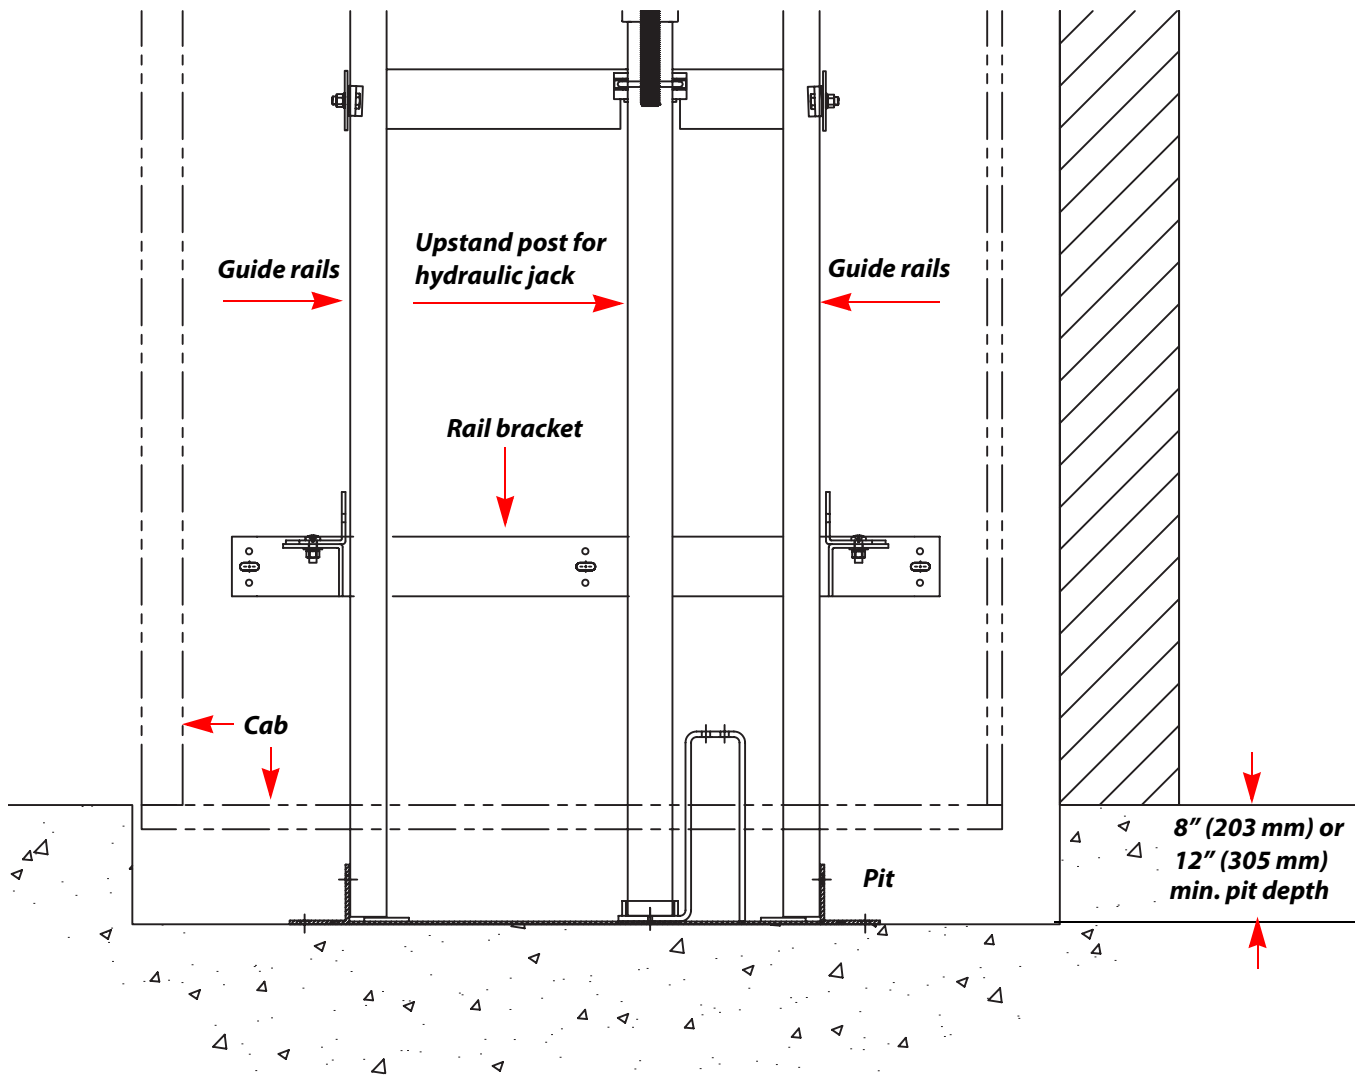 Upstand post for
hydraulic jack
Guide rails
Guide rails
Rail bracket
Cab
8” (203 mm) or
12” (305 mm)
min. pit depth
Pit